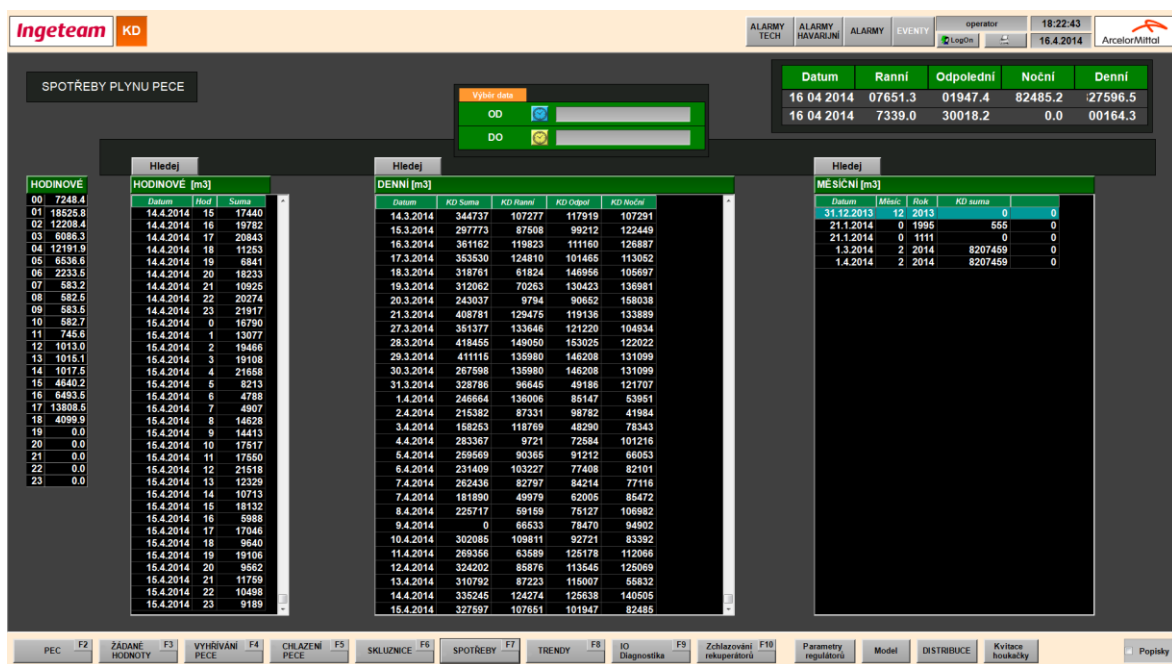 Ingeteam KD
ALARMY TECH ALARMY HAVARIJNÍ ALARMY EVENTY operator 18:22:43
LogOn 16.4.2014 ArcelorMittal
SPOTŘEBY PLYNU PECE
Výběr data
OD
DO
Datum Ranní Odpolední Noční Denní
16 04 2014 07651.3 01947.4 82485.2 27596.5
16 04 2014 7339.0 30018.2 0.0 00164.3
HODINOVÉ
00 7248.4
01 18525.8
02 12208.4
03 6086.3
04 12191.9
05 6536.6
06 2233.5
07 583.2
08 582.5
09 583.5
10 582.7
11 745.6
12 1013.0
13 1015.1
14 1017.5
15 4640.2
16 6493.5
17 13808.5
18 4099.9
19 0.0
20 0.0
21 0.0
22 0.0
23 0.0
Hledej
HODINOVÉ [m3]
Datum Hod Suma
14.4.2014 15 17440
14.4.2014 16 19782
14.4.2014 17 20843
14.4.2014 18 11253
14.4.2014 19 6841
14.4.2014 20 18233
14.4.2014 21 10925
14.4.2014 22 20274
14.4.2014 23 21917
15.4.2014 0 16790
15.4.2014 1 13077
15.4.2014 2 19466
15.4.2014 3 19108
15.4.2014 4 21658
15.4.2014 5 8213
15.4.2014 6 4788
15.4.2014 7 4907
15.4.2014 8 14628
15.4.2014 9 14413
15.4.2014 10 17517
15.4.2014 11 17550
15.4.2014 12 21518
15.4.2014 13 12329
15.4.2014 14 10713
15.4.2014 15 18132
15.4.2014 16 5988
15.4.2014 17 17046
15.4.2014 18 9640
15.4.2014 19 19106
15.4.2014 20 9562
15.4.2014 21 11759
15.4.2014 22 10498
15.4.2014 23 9189
Hledej
DENNÍ [m3]
Datum KD Suma KD Ranní KD Odpol KD Noční
14.3.2014 344737 107277 117919 107291
15.3.2014 297773 87508 99212 122449
16.3.2014 361162 119823 111160 126887
17.3.2014 353530 124810 101465 113052
18.3.2014 318761 61824 146956 105697
19.3.2014 312062 70263 130423 136981
20.3.2014 243037 9794 90652 158038
21.3.2014 408781 129475 119136 133889
27.3.2014 351377 133646 121220 104934
28.3.2014 418455 149050 153025 122022
29.3.2014 411115 135980 146208 131099
30.3.2014 267598 135980 146208 131099
31.3.2014 328786 96645 49186 121707
1.4.2014 246664 136006 85147 53951
2.4.2014 215382 87331 98782 41984
3.4.2014 158253 118769 48290 78343
4.4.2014 283367 9721 72584 101216
5.4.2014 259569 90365 91212 66053
6.4.2014 231409 103227 77408 82101
7.4.2014 262436 82797 84214 77116
7.4.2014 181890 49979 62005 85472
8.4.2014 225717 59159 75127 106982
9.4.2014 0 66533 78470 94902
10.4.2014 302085 109811 92721 83392
11.4.2014 269356 63589 125178 112066
12.4.2014 324202 85876 113545 125069
13.4.2014 310792 87223 115007 55832
14.4.2014 335245 124274 125638 140505
15.4.2014 327597 107651 101947 82485
Hledej
MĚSÍČNÍ [m3]
Datum Měsíc Rok KD suma
31.12.2013 12 2013 0 0
21.1.2014 0 1995 555 0
21.1.2014 0 1111 0 0
1.3.2014 2 2014 8207459 0
1.4.2014 2 2014 8207459 0
PEC F2 ŽÁDANÉ HODNOTY F3 VYHŘÍVÁNÍ PECE F4 CHLAZENÍ PECE F5 SKLUZNICE F6 SPOTŘEBY F7 TRENDY F8 IO Diagnostika F9 Zchlazování rekuperátorů F10 Parametry regulátorů Model DISTRIBUCE Kvitace houkačky Popisky